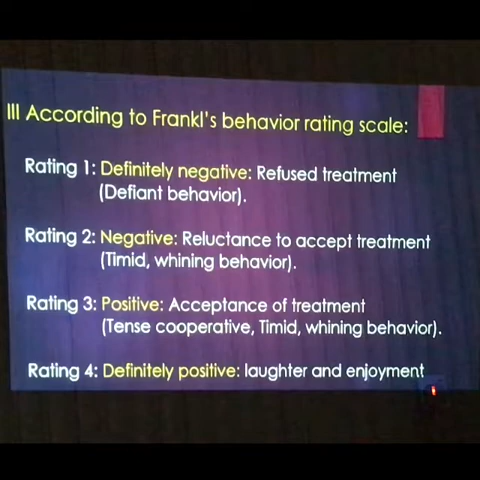 III According to Frankl's behavior rating scale:
Rating 1: Definitely negative: Refused treatment
(Defiant behavior).
Rating 2: Negative: Reluctance to accept treatment
(Timid, whining behavior).
Rating 3: Positive: Acceptance of treatment
(Tense cooperative, Timid, whining behavior).
Rating 4: Definitely positive: laughter and enjoyment